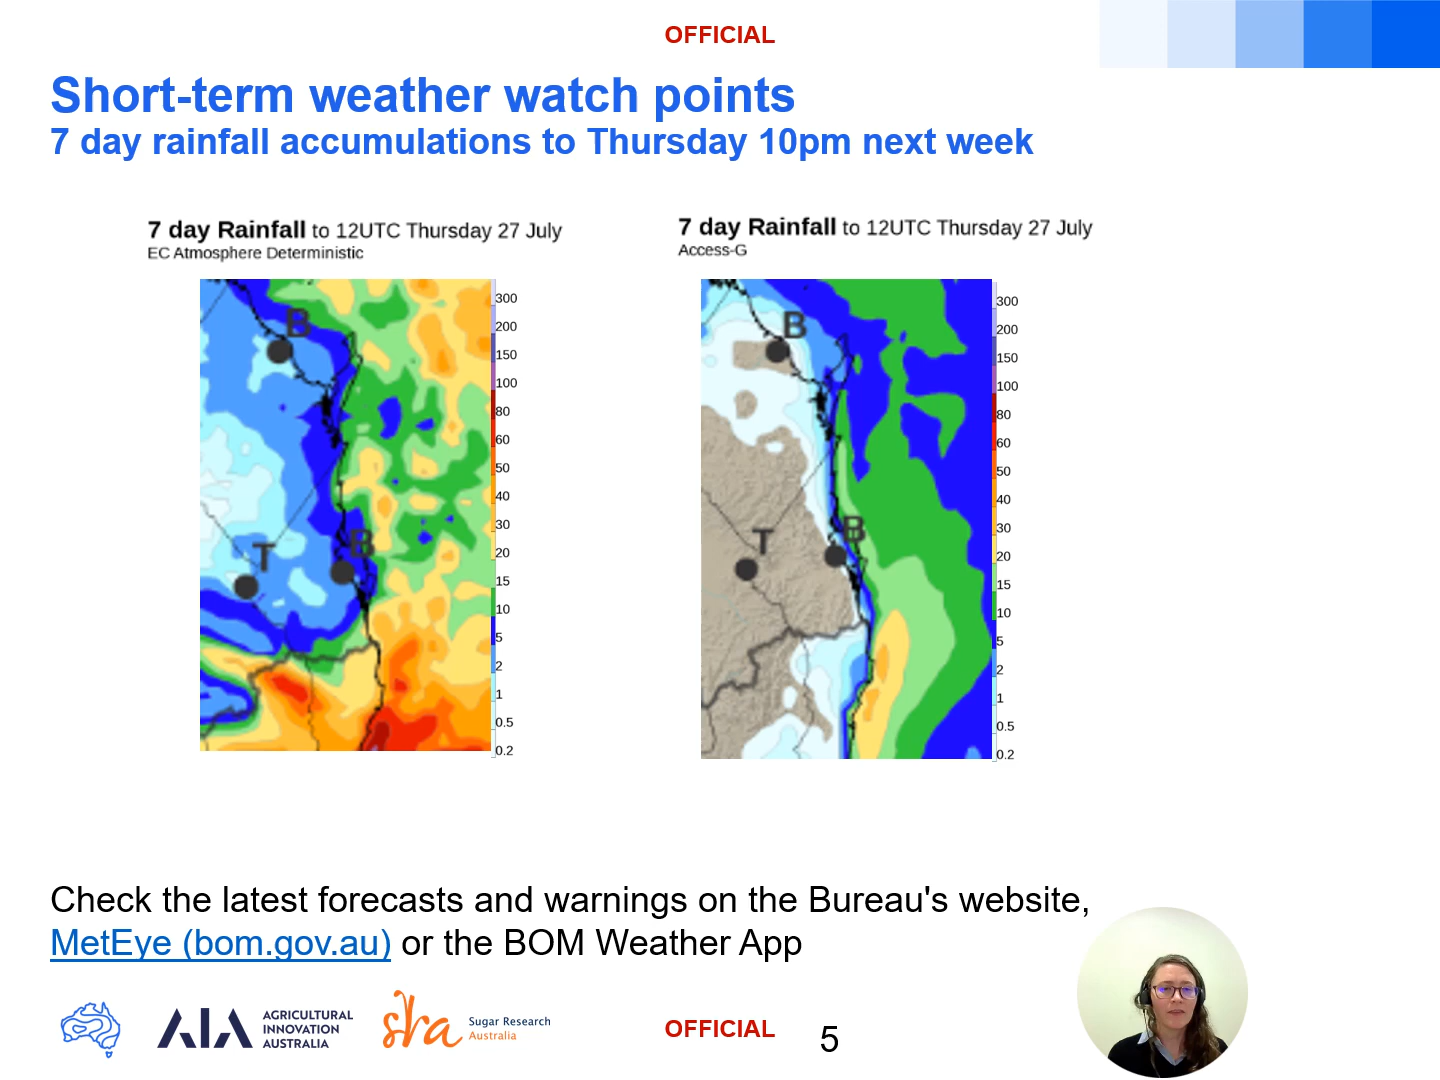 OFFICIAL
Short-term weather watch points
7 day rainfall accumulations to Thursday 10pm next week
7 day Rainfall to 12UTC Thursday 27 July
EC Atmosphere Deterministic
B
T
B
300
200
150
100
80
60
50
40
30
20
15
10
5
2
1
0.5
0.2
7 day Rainfall to 12UTC Thursday 27 July
Access-G
B
T
B
300
200
150
100
80
60
50
40
30
20
15
10
5
2
1
0.5
0.2
Check the latest forecasts and warnings on the Bureau's website,
MetEye (bom.gov.au) or the BOM Weather App
AIA
AGRICULTURAL
INNOVATION
AUSTRALIA
sra
Sugar Research
Australia
OFFICIAL
5